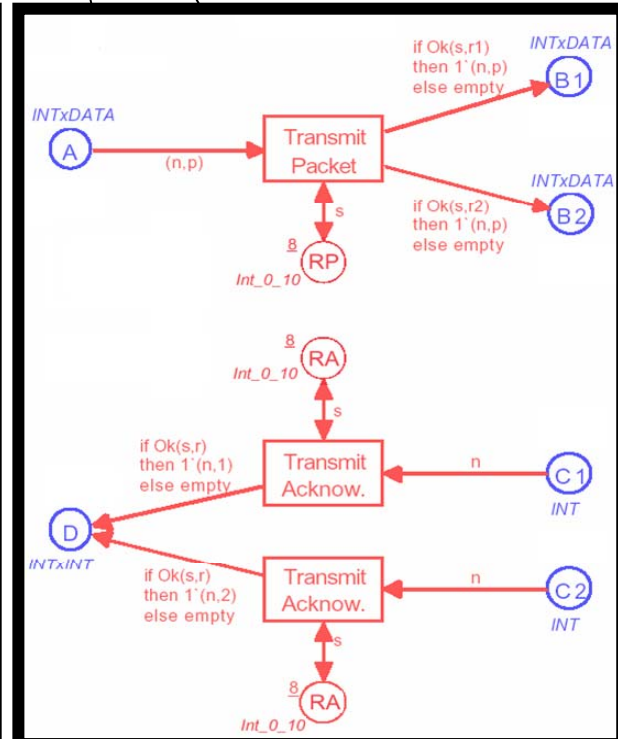 INTxDATA
A
(n,p)
Transmit
Packet
if Ok(s,r1)
then 1`(n,p)
else empty
INTxDATA
B1
INTxDATA
B2
if Ok(s,r2)
then 1`(n,p)
else empty
s
8
RP
Int_0_10
8
RA
Int_0_10
s
if Ok(s,r)
then 1`(n,1)
else empty
Transmit
Acknow.
n
C1
INT
D
INTxINT
if Ok(s,r)
then 1`(n,2)
else empty
Transmit
Acknow.
n
C2
INT
s
8
RA
Int_0_10